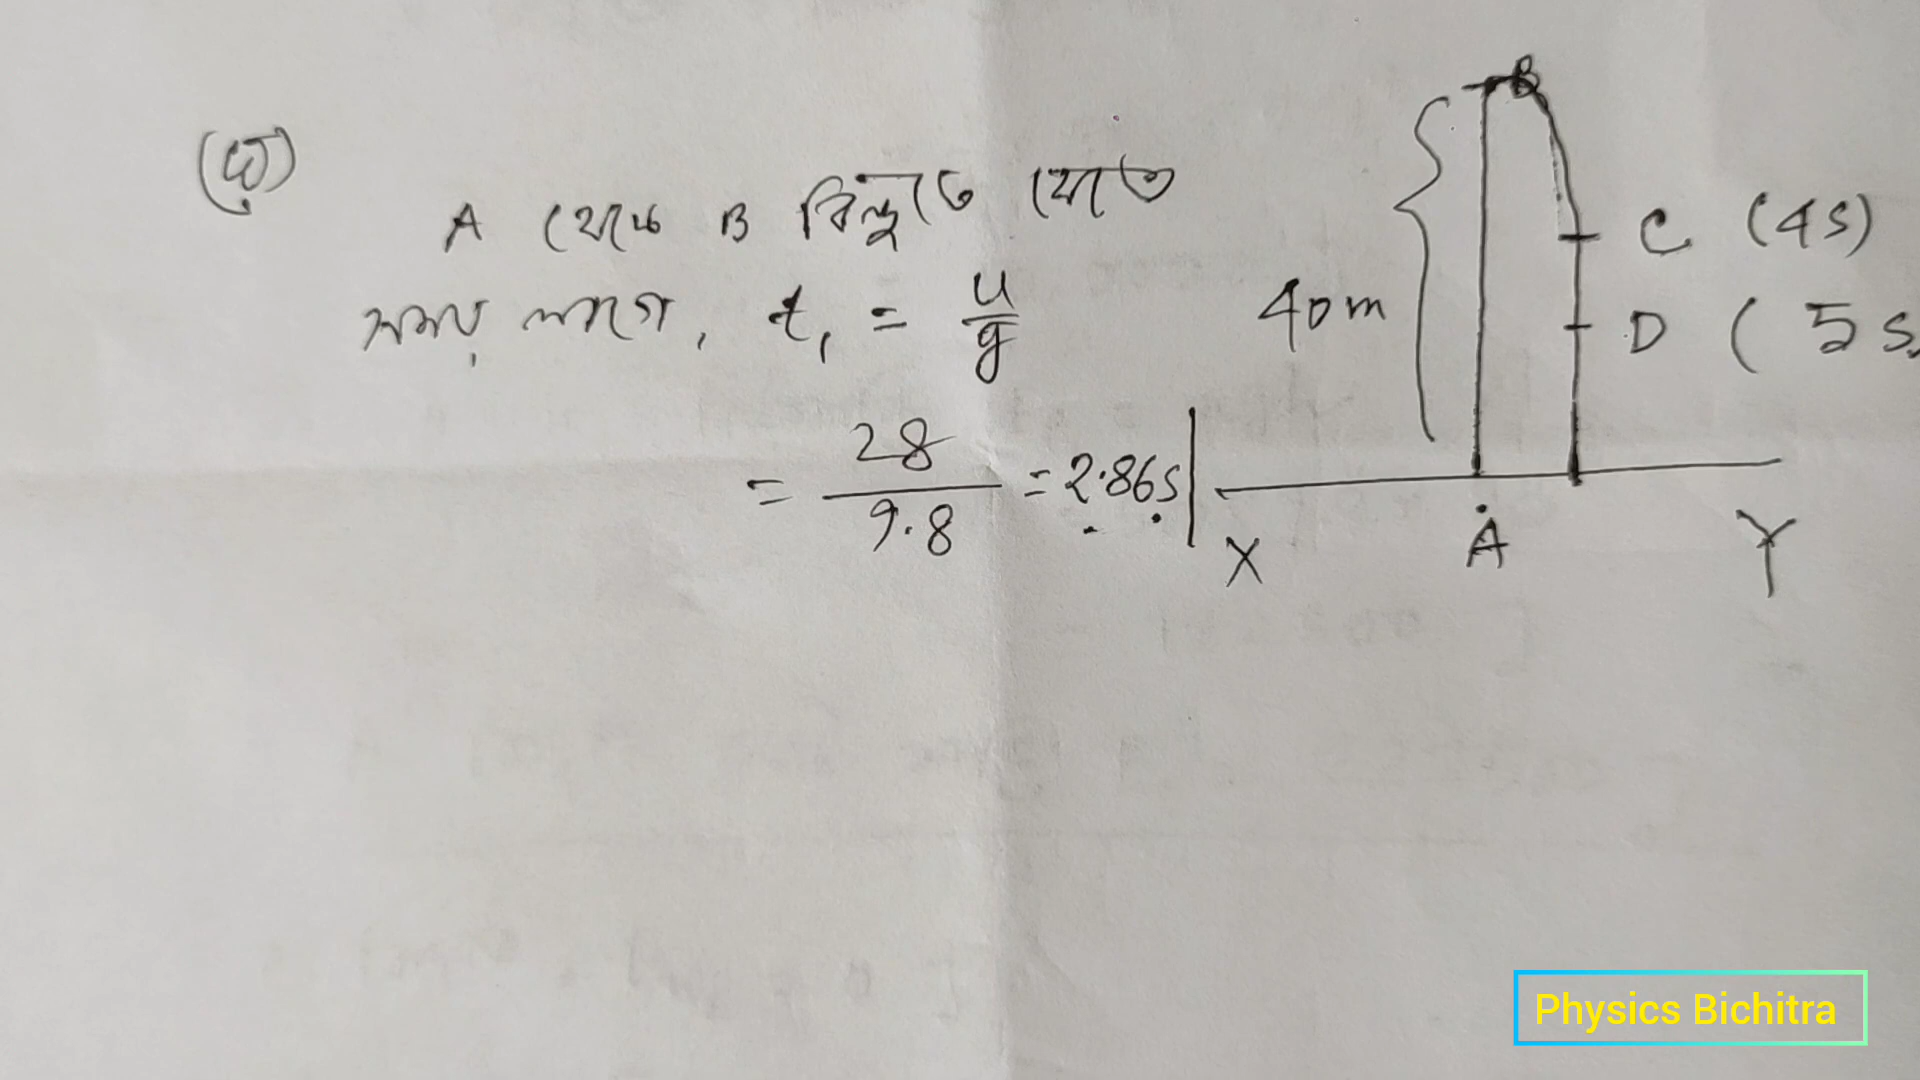 (ঘ)
A থেকে B বিন্দুতে যেতে
সময় লাগে, t₁ = u/g
= 28/9.8 = 2.86s
B
C (4s)
40m
D (5s
X A Y
Physics Bichitra